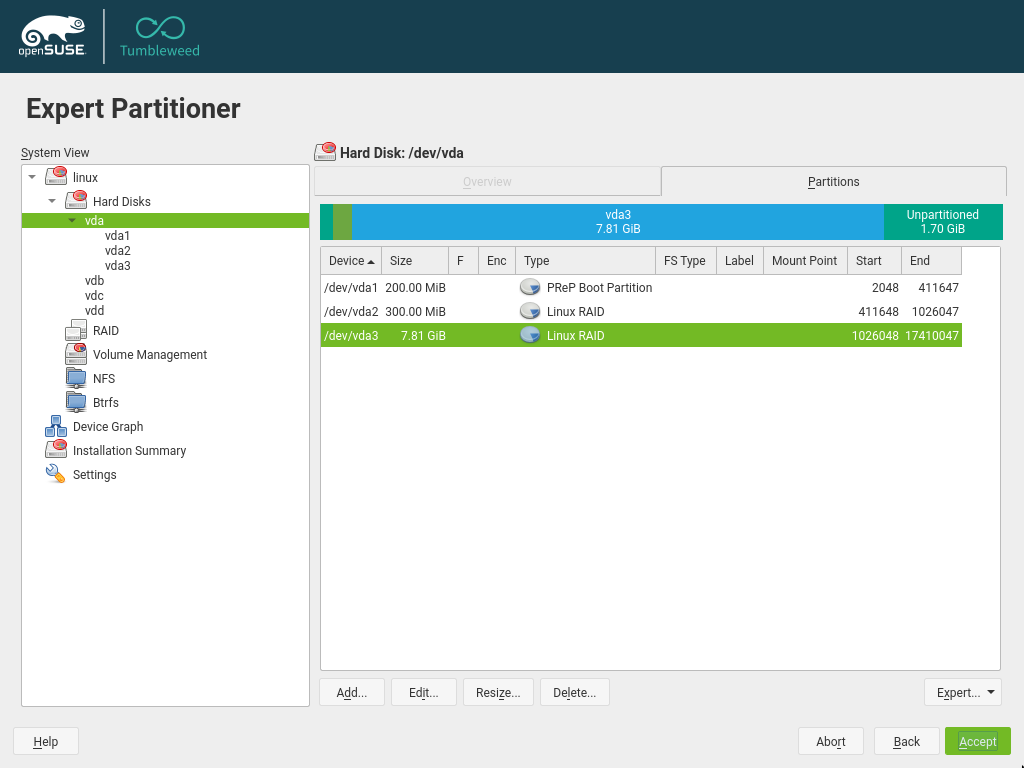 openSUSE
Tumbleweed
Expert Partitioner
System View
linux
Hard Disks
vda
vda1
vda2
vda3
vdb
vdc
vdd
RAID
Volume Management
NFS
Btrfs
Device Graph
Installation Summary
Settings
Hard Disk: /dev/vda
Overview Partitions
vda3 Unpartitioned
7.81 GiB 1.70 GiB
Device Size F Enc Type FS Type Label Mount Point Start End
/dev/vda1 200.00 MiB PReP Boot Partition 2048 411647
/dev/vda2 300.00 MiB Linux RAID 411648 1026047
/dev/vda3 7.81 GiB Linux RAID 1026048 17410047
Add... Edit... Resize... Delete... Expert...
Help Abort Back Accept